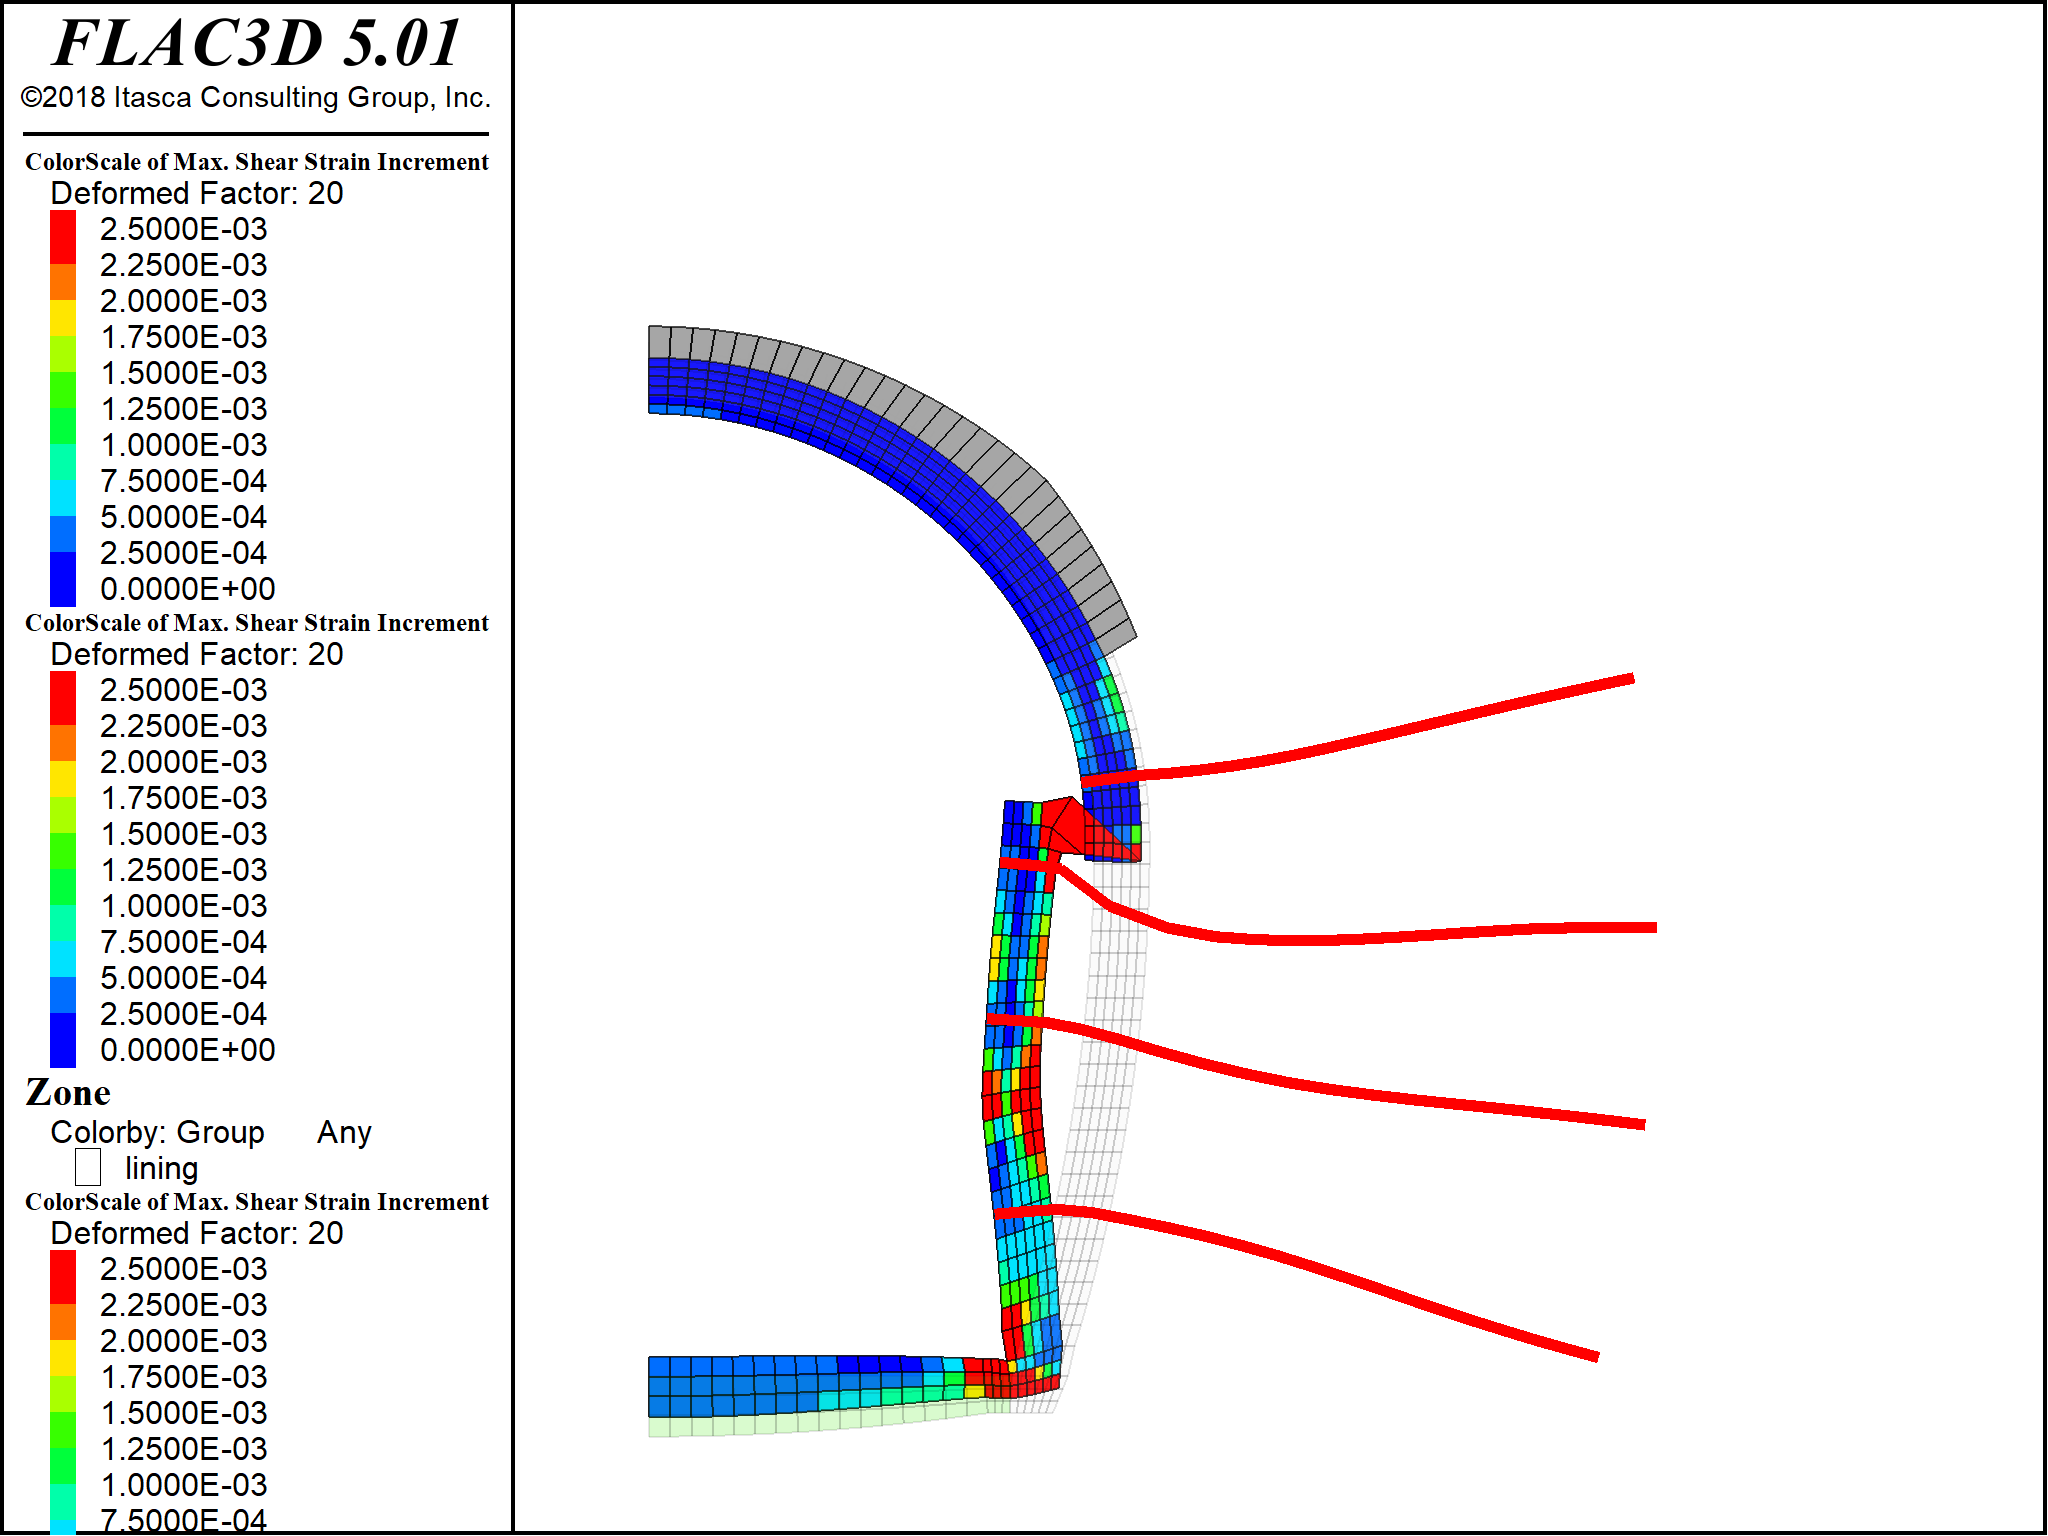 FLAC3D 5.01
©2018 Itasca Consulting Group, Inc.
ColorScale of Max. Shear Strain Increment
Deformed Factor: 20
2.5000E-03
2.2500E-03
2.0000E-03
1.7500E-03
1.5000E-03
1.2500E-03
1.0000E-03
7.5000E-04
5.0000E-04
2.5000E-04
0.0000E+00
ColorScale of Max. Shear Strain Increment
Deformed Factor: 20
2.5000E-03
2.2500E-03
2.0000E-03
1.7500E-03
1.5000E-03
1.2500E-03
1.0000E-03
7.5000E-04
5.0000E-04
2.5000E-04
0.0000E+00
Zone
Colorby: Group Any
lining
ColorScale of Max. Shear Strain Increment
Deformed Factor: 20
2.5000E-03
2.2500E-03
2.0000E-03
1.7500E-03
1.5000E-03
1.2500E-03
1.0000E-03
7.5000E-04